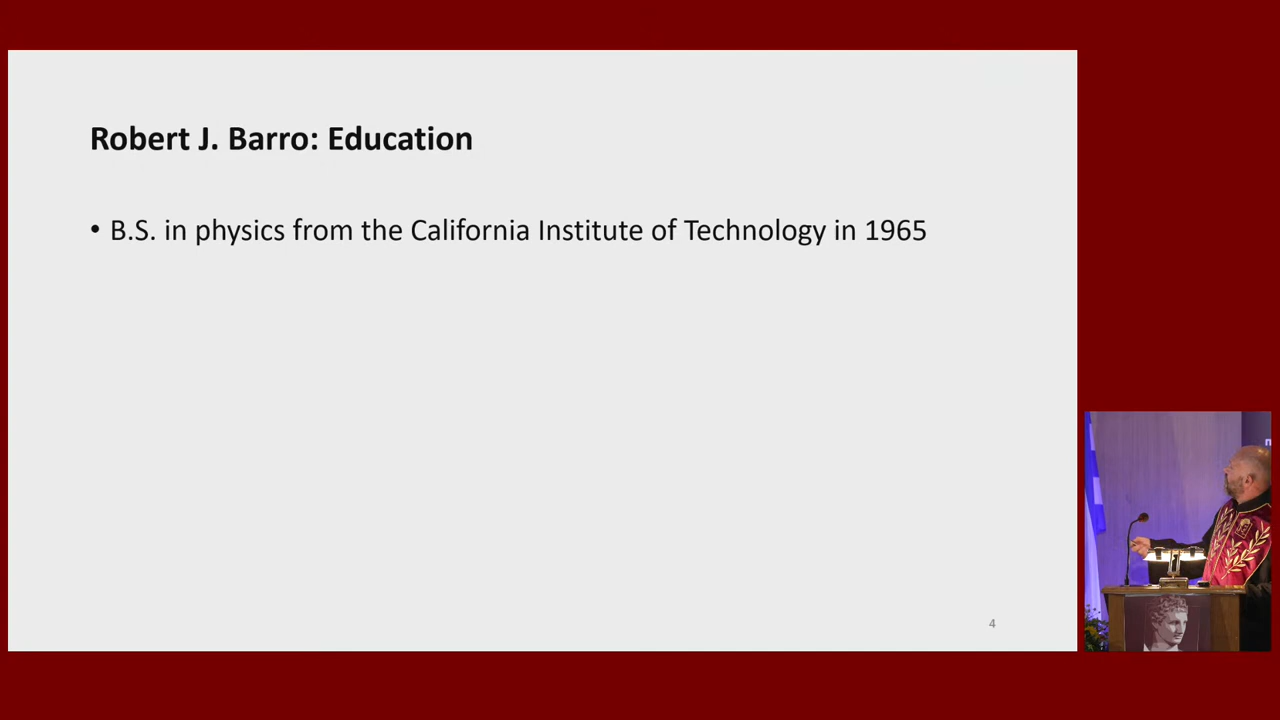 Robert J. Barro: Education
• B.S. in physics from the California Institute of Technology in 1965
4